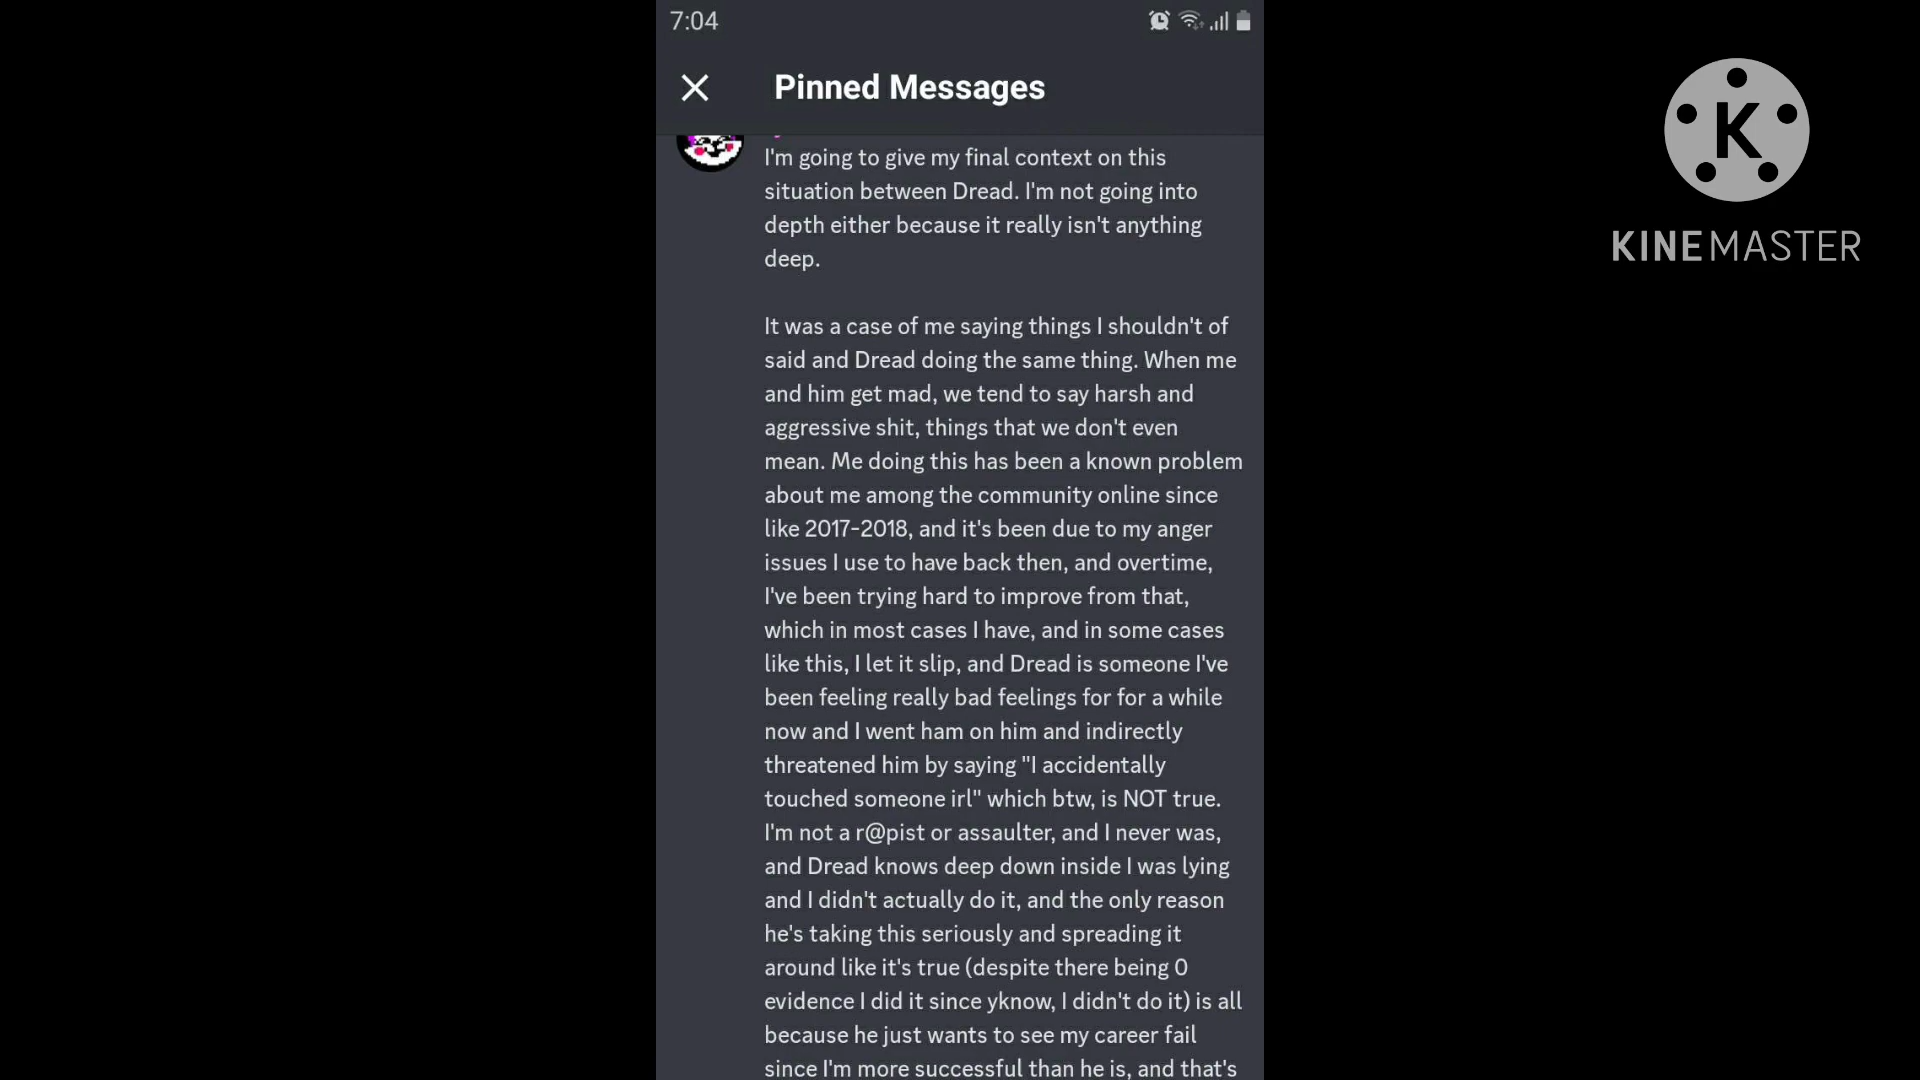 7:04
Pinned Messages
K
KINEMASTER
I'm going to give my final context on this
situation between Dread. I'm not going into
depth either because it really isn't anything
deep.
It was a case of me saying things I shouldn't of
said and Dread doing the same thing. When me
and him get mad, we tend to say harsh and
aggressive shit, things that we don't even
mean. Me doing this has been a known problem
about me among the community online since
like 2017-2018, and it's been due to my anger
issues I use to have back then, and overtime,
I've been trying hard to improve from that,
which in most cases I have, and in some cases
like this, I let it slip, and Dread is someone I've
been feeling really bad feelings for for a while
now and I went ham on him and indirectly
threatened him by saying "I accidentally
touched someone irl" which btw, is NOT true.
I'm not a r@pist or assaulter, and I never was,
and Dread knows deep down inside I was lying
and I didn't actually do it, and the only reason
he's taking this seriously and spreading it
around like it's true (despite there being 0
evidence I did it since yknow, I didn't do it) is all
because he just wants to see my career fail
since I'm more successful than he is, and that's